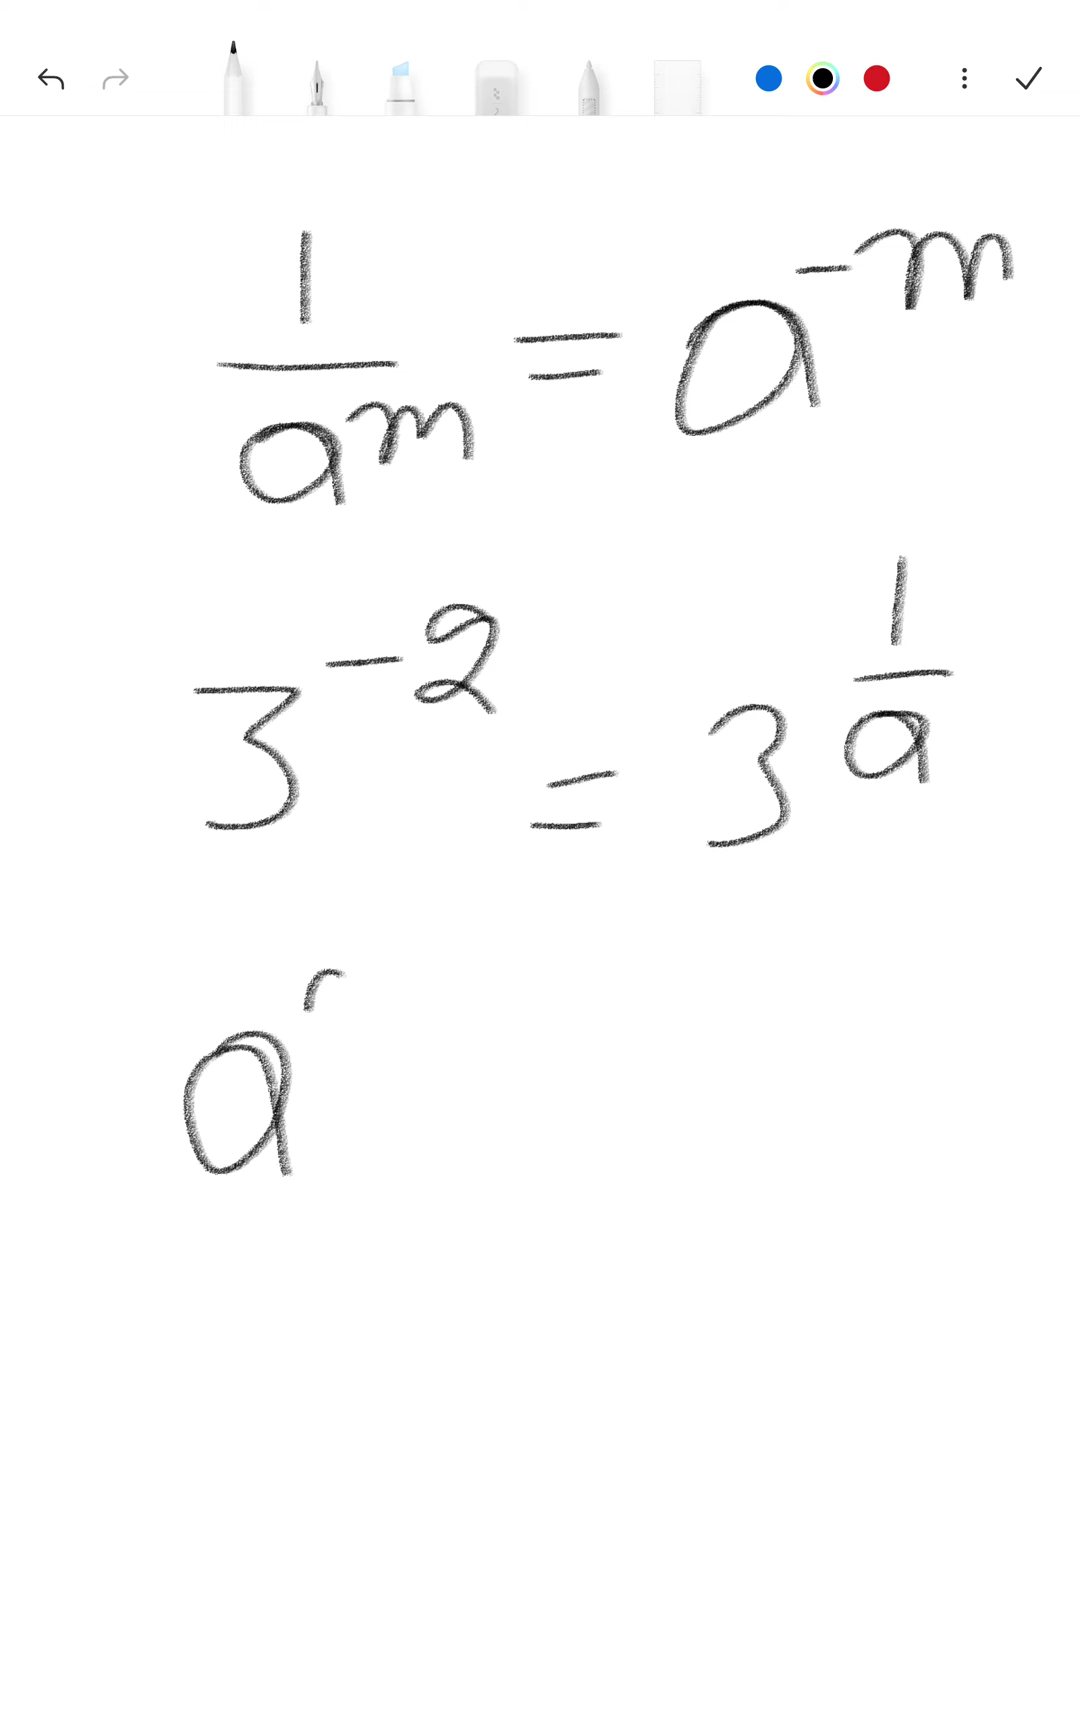 1/a^m = a^-m
3^-2 = 3^1/a
a^r